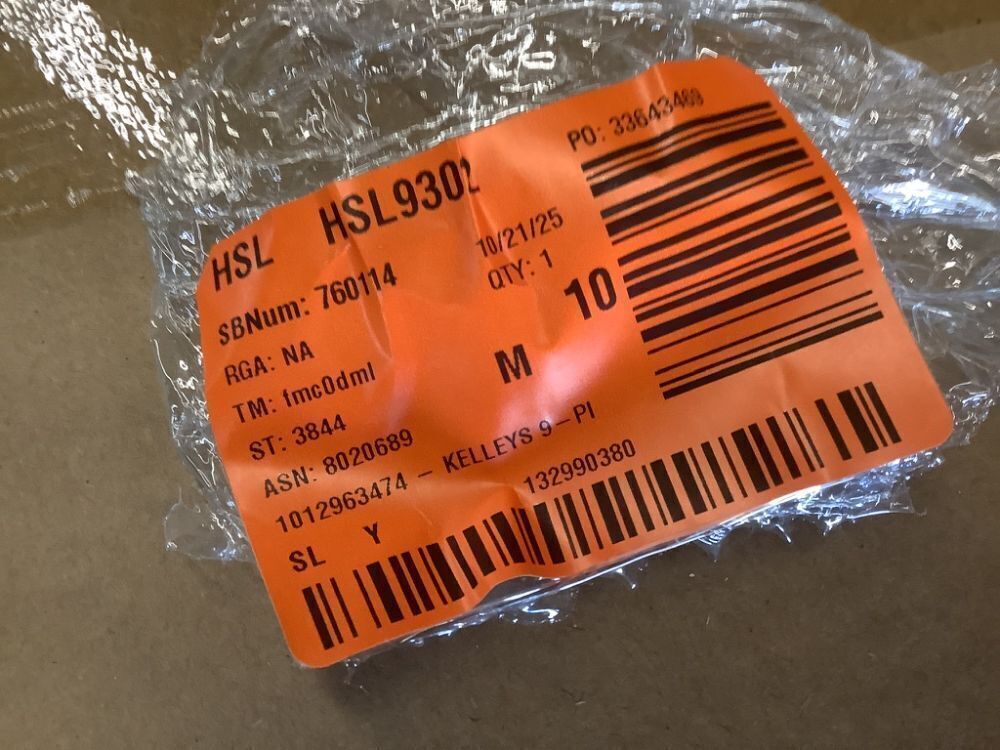 HSL HSL9302
PO: 33643469
SBNum: 760114
10/21/25
RGA: NA
QTY: 1
10
TM: fmc0dml
M
ST: 3844
ASN: 8020689
1012963474 - KELLEYS 9-PI
SL Y
132990380